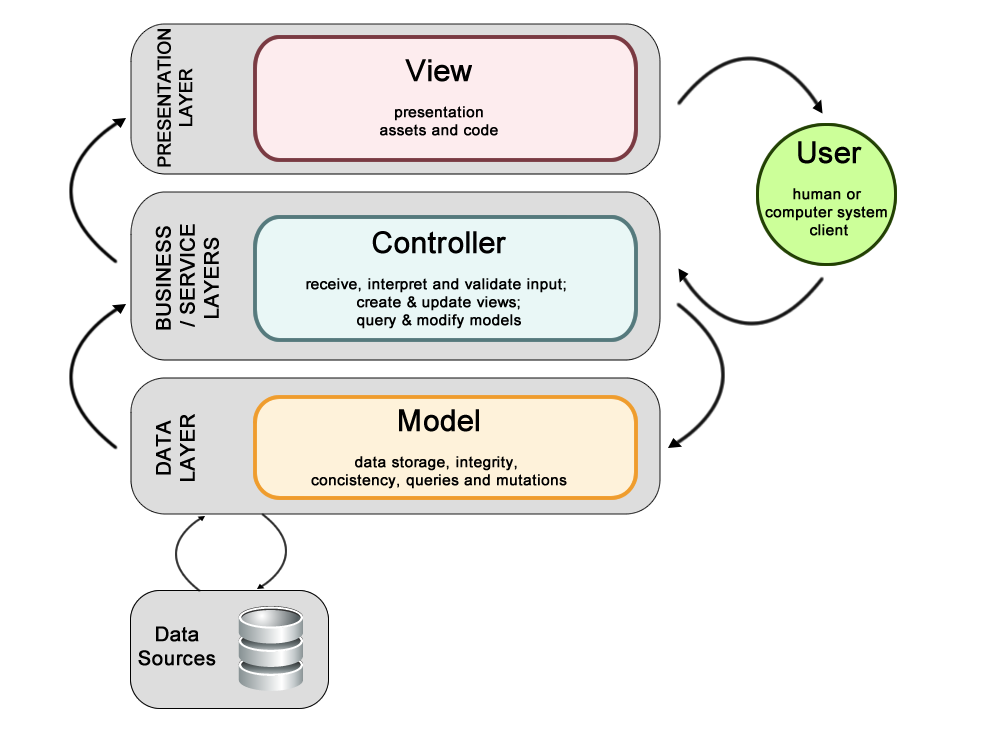 PRESENTATION
LAYER
View
presentation
assets and code
User
human or
computer system
client
BUSINESS
/ SERVICE
LAYERS
Controller
receive, interpret and validate input;
create & update views;
query & modify models
DATA
LAYER
Model
data storage, integrity,
concistency, queries and mutations
Data
Sources